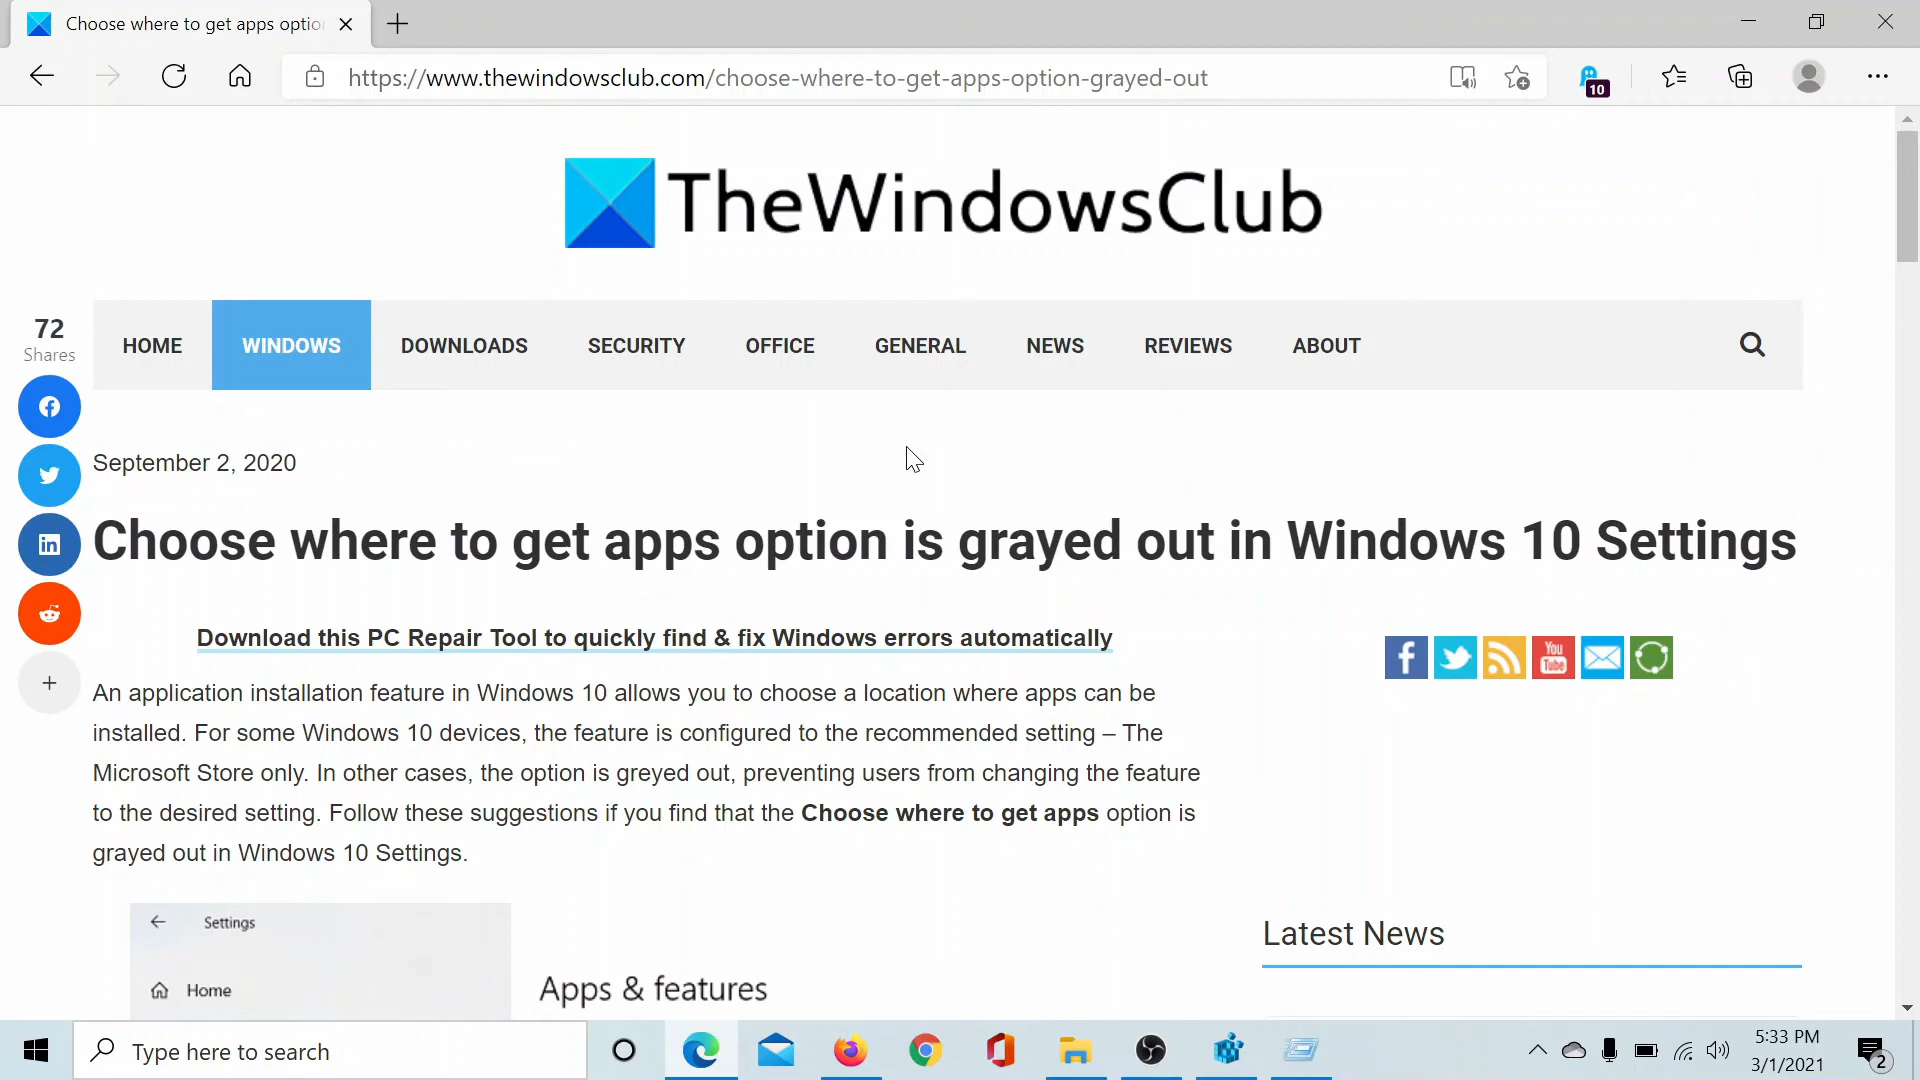 Choose where to get apps optio
https://www.thewindowsclub.com/choose-where-to-get-apps-option-grayed-out
10
TheWindowsClub
72
Shares
HOME WINDOWS DOWNLOADS SECURITY OFFICE GENERAL NEWS REVIEWS ABOUT
September 2, 2020
Choose where to get apps option is grayed out in Windows 10 Settings
Download this PC Repair Tool to quickly find & fix Windows errors automatically
An application installation feature in Windows 10 allows you to choose a location where apps can be
installed. For some Windows 10 devices, the feature is configured to the recommended setting – The
Microsoft Store only. In other cases, the option is greyed out, preventing users from changing the feature
to the desired setting. Follow these suggestions if you find that the Choose where to get apps option is
grayed out in Windows 10 Settings.
You
Tube
Settings
Home
Apps & features
Latest News
Type here to search
5:33 PM
3/1/2021
2